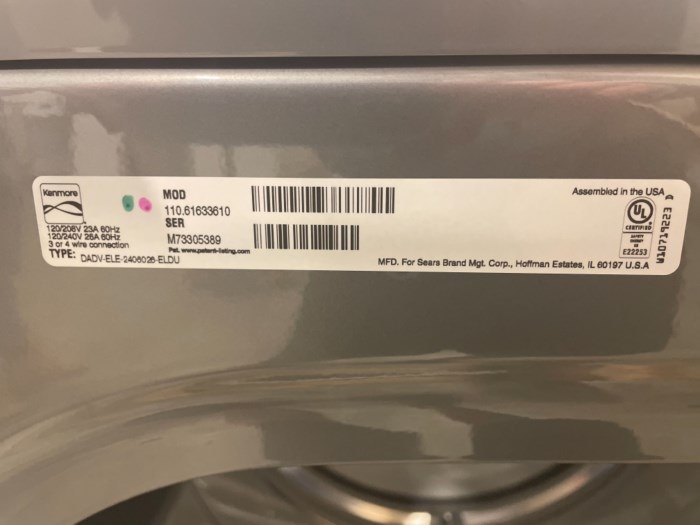 Kenmore
120/208V 23A 60Hz
120/240V 26A 60Hz
3 or 4 wire connection
TYPE: DADV-ELE-2406026-ELDU
MOD
110.61633610
SER
M73305389
Pat. www.patent-listing.com
Assembled in the USA
UL
CERTIFIED
SAFETY
E22253
W10719223 D
MFD. For Sears Brand Mgt. Corp., Hoffman Estates, IL 60197 U.S.A